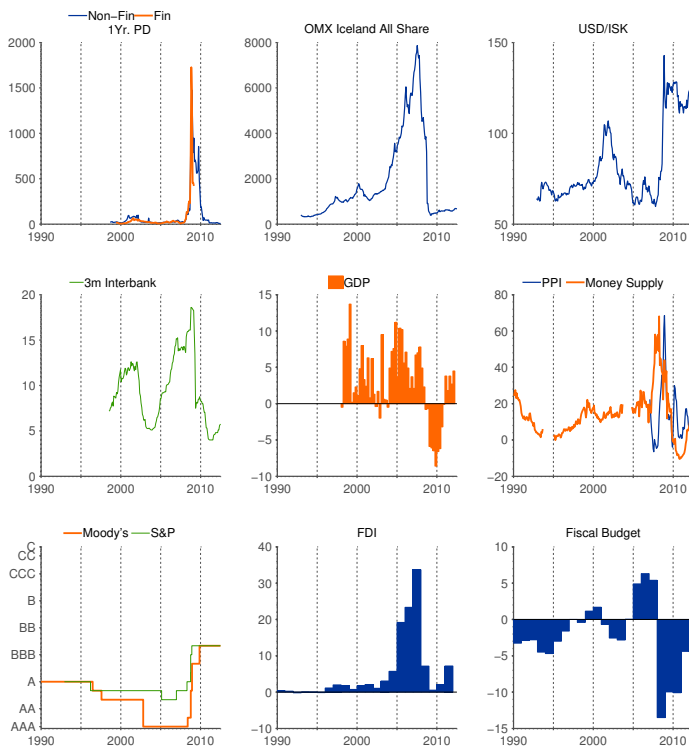 Non-Fin Fin
1Yr. PD
2000
1500
1000
500
0
1990 2000 2010
OMX Iceland All Share
8000
6000
4000
2000
0
1990 2000 2010
USD/ISK
150
100
50
1990 2000 2010
3m Interbank
20
15
10
5
0
1990 2000 2010
GDP
15
10
5
0
−5
−10
1990 2000 2010
PPI Money Supply
80
60
40
20
0
−20
1990 2000 2010
Moody's S&P
C
CC
CCC
B
BB
BBB
A
AA
AAA
1990 2000 2010
FDI
40
30
20
10
0
−10
1990 2000 2010
Fiscal Budget
10
5
0
−5
−10
−15
1990 2000 2010